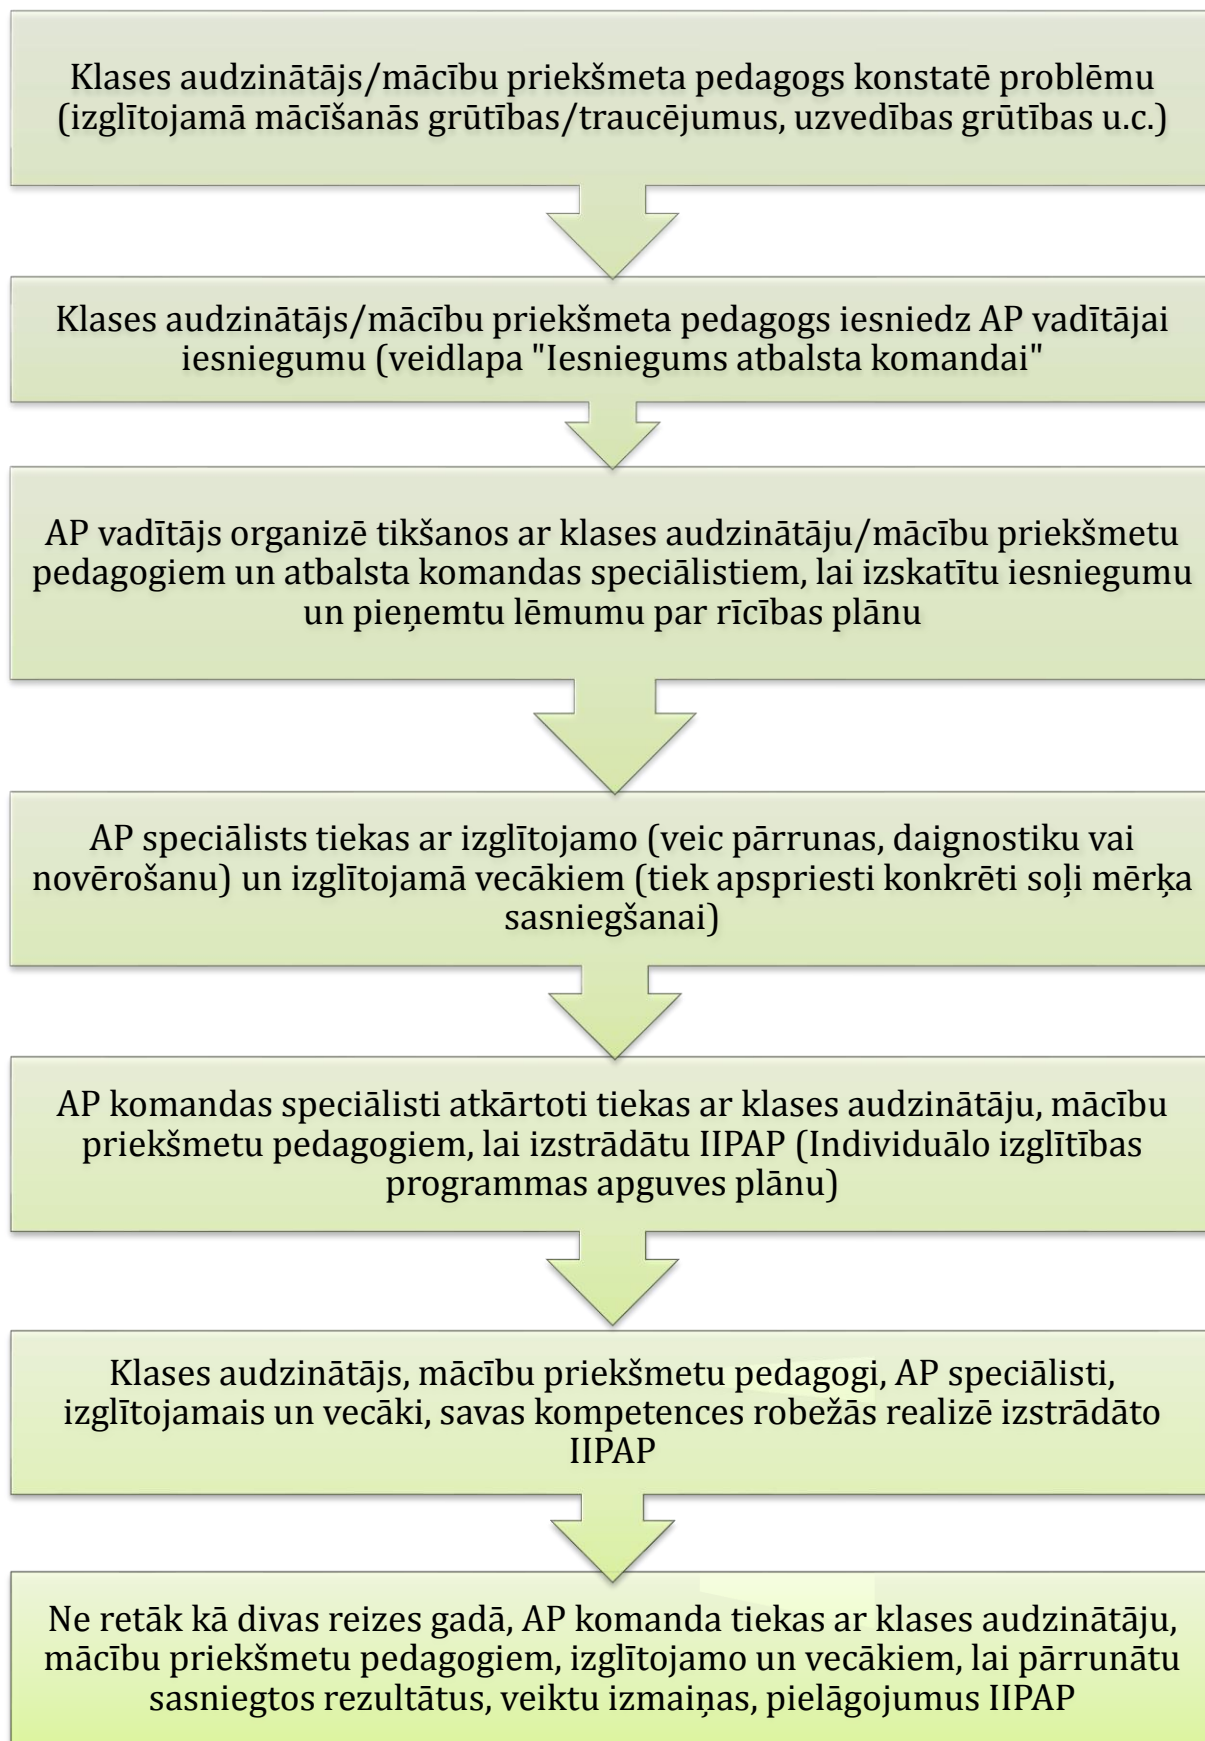 Klases audzinātājs/mācību priekšmeta pedagogs konstatē problēmu
(izglītojamā mācīšanās grūtības/traucējumus, uzvedības grūtības u.c.)
Klases audzinātājs/mācību priekšmeta pedagogs iesniedz AP vadītājai
iesniegumu (veidlapa "Iesniegums atbalsta komandai"
AP vadītājs organizē tikšanos ar klases audzinātāju/mācību priekšmetu
pedagogiem un atbalsta komandas speciālistiem, lai izskatītu iesniegumu
un pieņemtu lēmumu par rīcības plānu
AP speciālists tiekas ar izglītojamo (veic pārrunas, daignostiku vai
novērošanu) un izglītojamā vecākiem (tiek apspriesti konkrēti soļi mērķa
sasniegšanai)
AP komandas speciālisti atkārtoti tiekas ar klases audzinātāju, mācību
priekšmetu pedagogiem, lai izstrādātu IIPAP (Individuālo izglītības
programmas apguves plānu)
Klases audzinātājs, mācību priekšmetu pedagogi, AP speciālisti,
izglītojamais un vecāki, savas kompetences robežās realizē izstrādāto
IIPAP
Ne retāk kā divas reizes gadā, AP komanda tiekas ar klases audzinātāju,
mācību priekšmetu pedagogiem, izglītojamo un vecākiem, lai pārrunātu
sasniegtos rezultātus, veiktu izmaiņas, pielāgojumus IIPAP